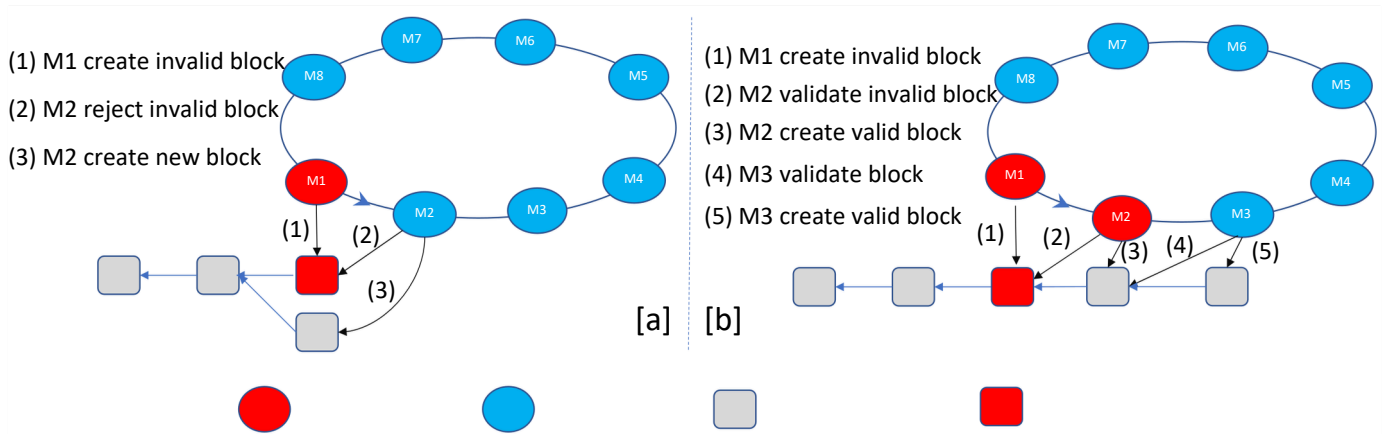 (1) M1 create invalid block
(2) M2 reject invalid block
(3) M2 create new block
M7
M6
M8
M5
M1
M4
M2
M3
(1)
(2)
(3)
[a]
(1) M1 create invalid block
(2) M2 validate invalid block
(3) M2 create valid block
(4) M3 validate block
(5) M3 create valid block
M7
M6
M8
M5
M1
M4
M2
M3
(1)
(2)
(3)
(4)
(5)
[b]